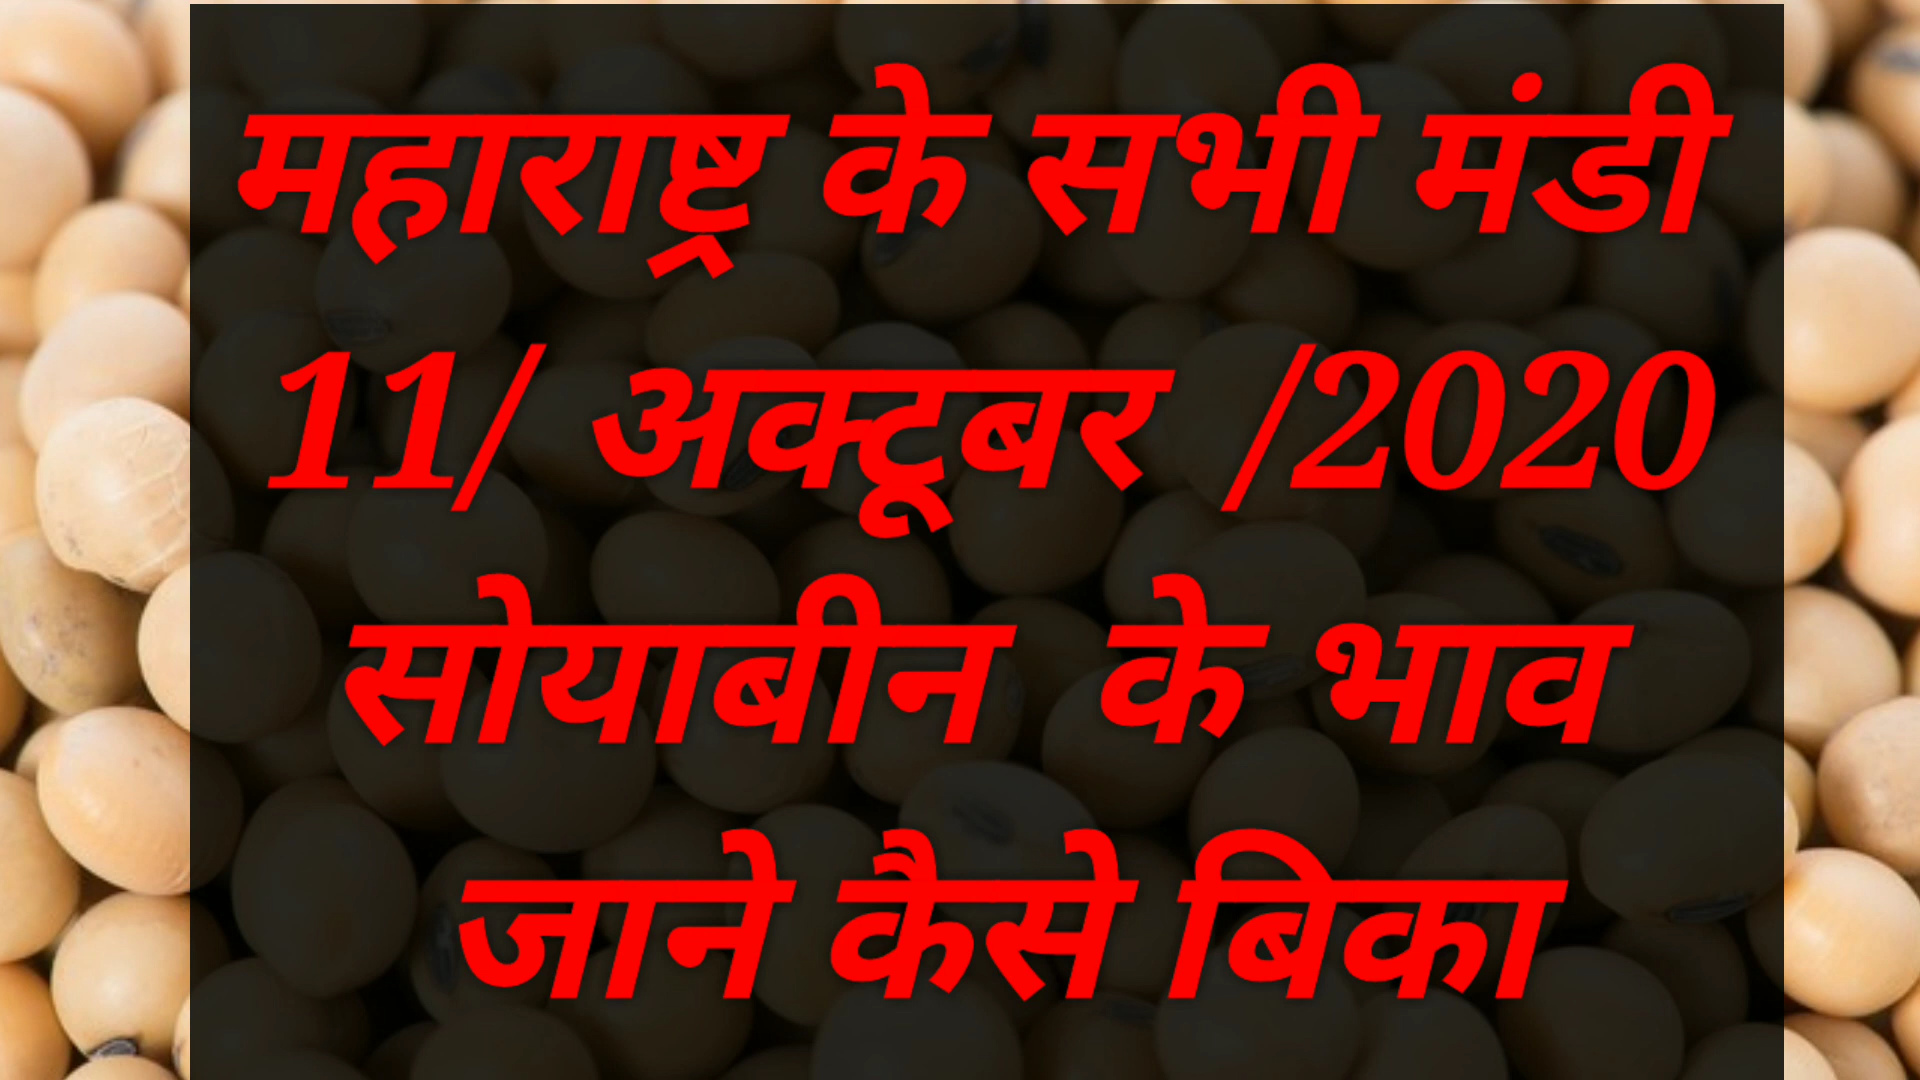 महाराष्ट्र के सभी मंडी
11/ अक्टूबर /2020
सोयाबीन के भाव
जाने कैसे बिका